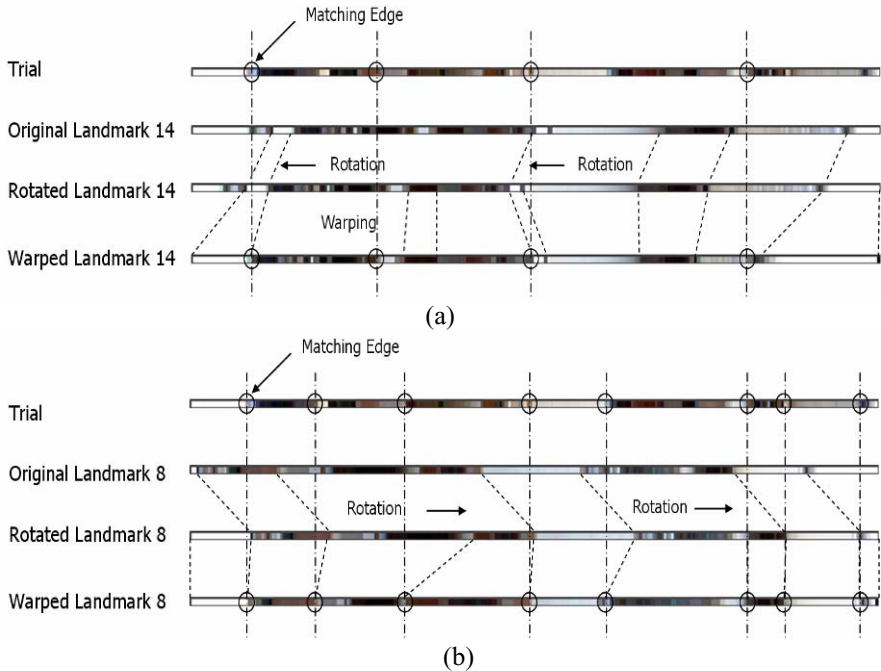 Matching Edge
Trial
Original Landmark 14
Rotation
Rotation
Rotated Landmark 14
Warping
Warped Landmark 14
(a)
Matching Edge
Trial
Original Landmark 8
Rotation
Rotation
Rotated Landmark 8
Warped Landmark 8
(b)